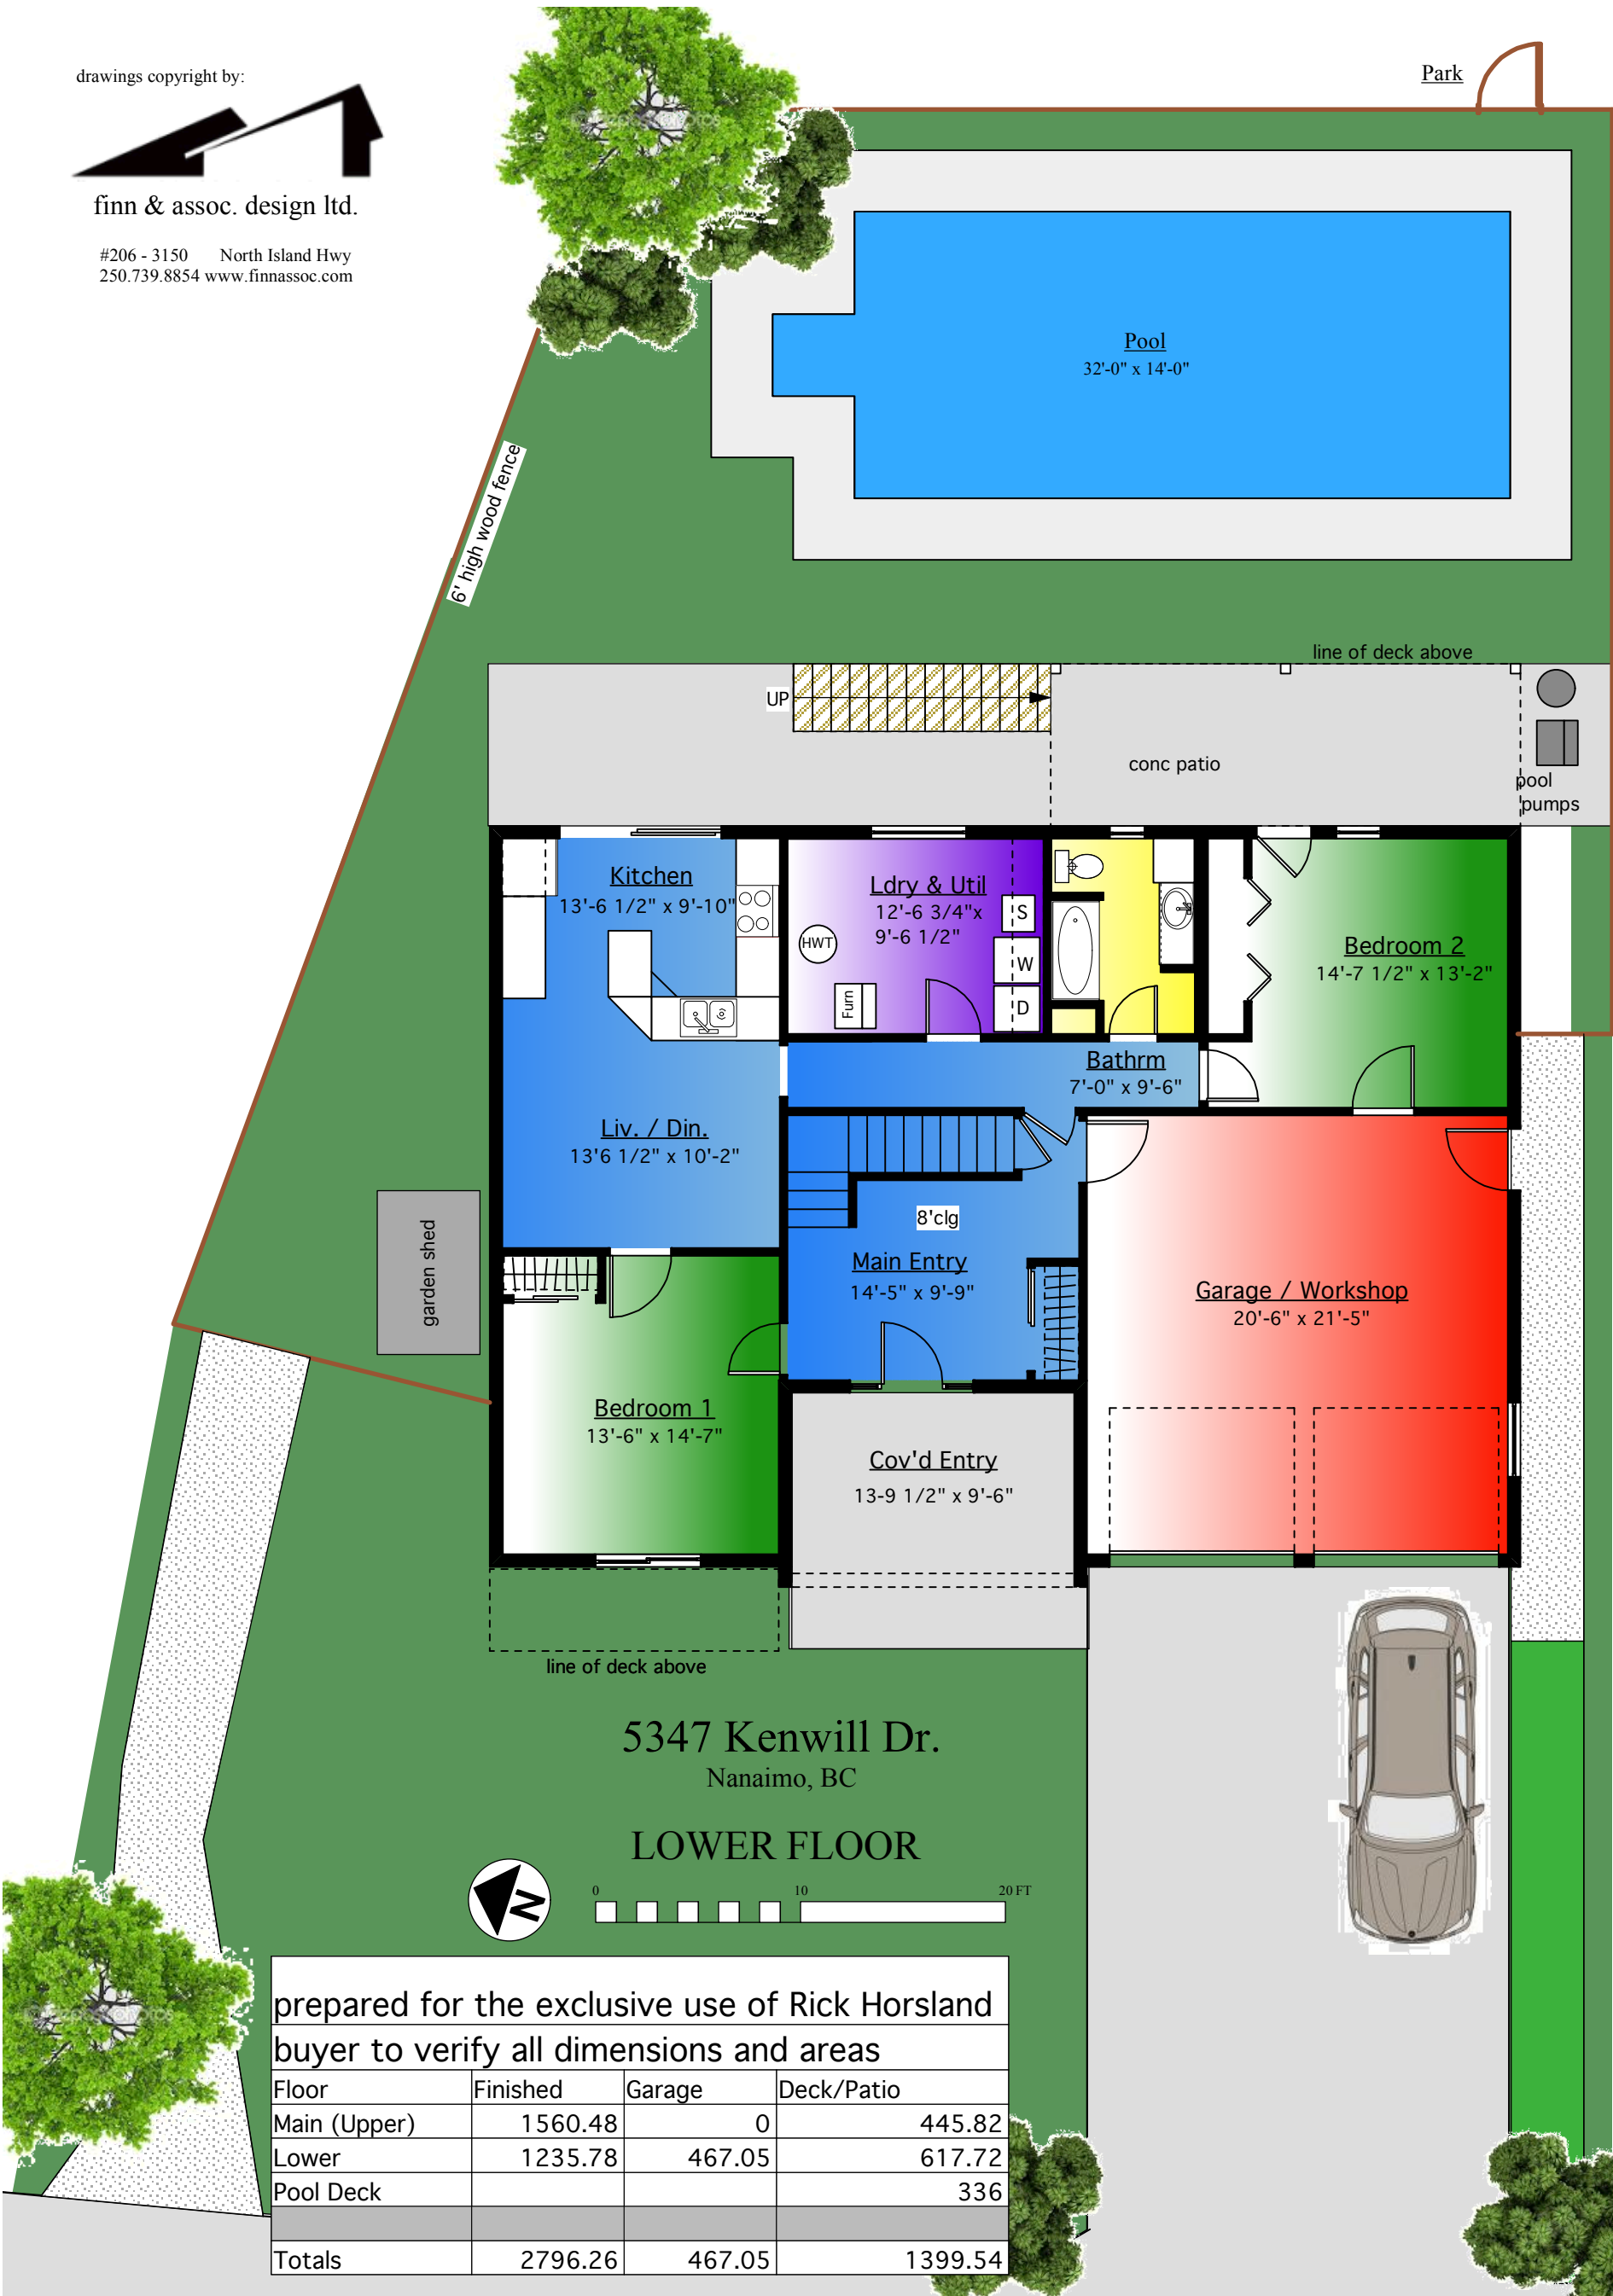 drawings copyright by:
finn & assoc. design ltd.
#206 - 3150 North Island Hwy
250.739.8854 www.finnassoc.com
Park
Pool
32'-0" x 14'-0"
6' high wood fence
line of deck above
UP
conc patio
pool
pumps
Kitchen
13'-6 1/2" x 9'-10"
Ldry & Util
12'-6 3/4"x
9'-6 1/2"
S
HWT
W
Furn
D
Bedroom 2
14'-7 1/2" x 13'-2"
Bathrm
7'-0" x 9'-6"
Liv. / Din.
13'6 1/2" x 10'-2"
garden shed
8'clg
Main Entry
14'-5" x 9'-9"
Garage / Workshop
20'-6" x 21'-5"
Bedroom 1
13'-6" x 14'-7"
Cov'd Entry
13-9 1/2" x 9'-6"
line of deck above
5347 Kenwill Dr.
Nanaimo, BC
LOWER FLOOR
N
0 10 20 FT
prepared for the exclusive use of Rick Horsland
buyer to verify all dimensions and areas
Floor Finished Garage Deck/Patio
Main (Upper) 1560.48 0 445.82
Lower 1235.78 467.05 617.72
Pool Deck 336
Totals 2796.26 467.05 1399.54